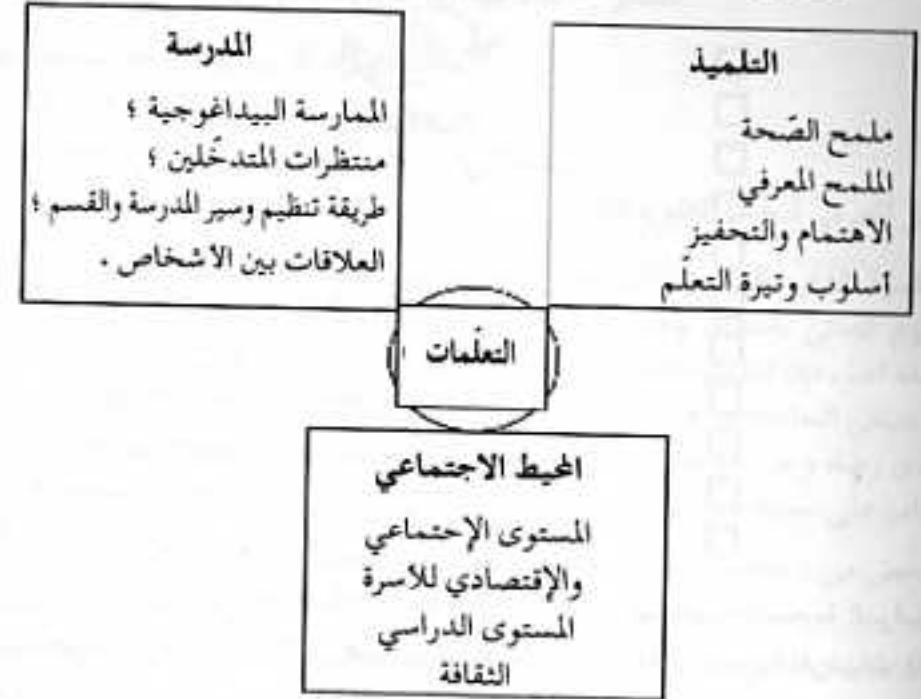 التلميذ
ملمح الصّحة
الملمح المعرفي
الاهتمام والتحفيز
أسلوب وتيرة التعلّم
المدرسة
الممارسة البيداغوجية ؛
منتظرات المتدخّلين ؛
طريقة تنظيم وسير المدرسة والقسم ؛
العلاقات بين الأشخاص .
التعلّمات
المحيط الاجتماعي
المستوى الإحتماعي
والإقتصادي للأسرة
المستوى الدراسي
الثقافة